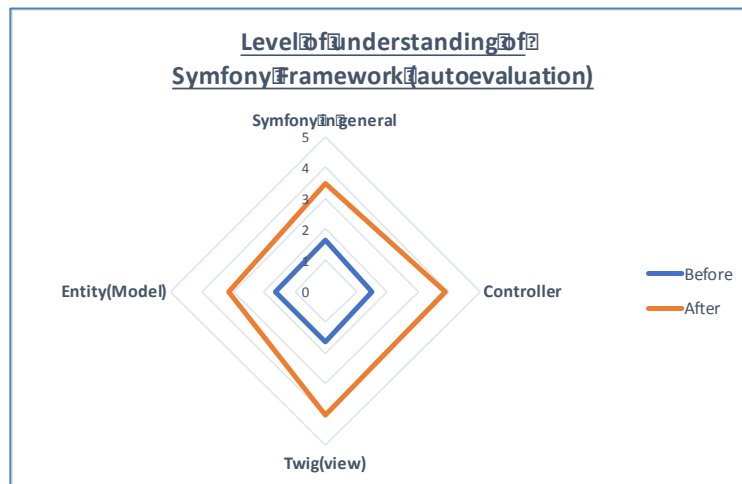 Level of understanding of
Symfony Framework (autoevaluation)
Symfony in general
5
4
3
2
1
0
Entity(Model)
Controller
Before
After
Twig(view)